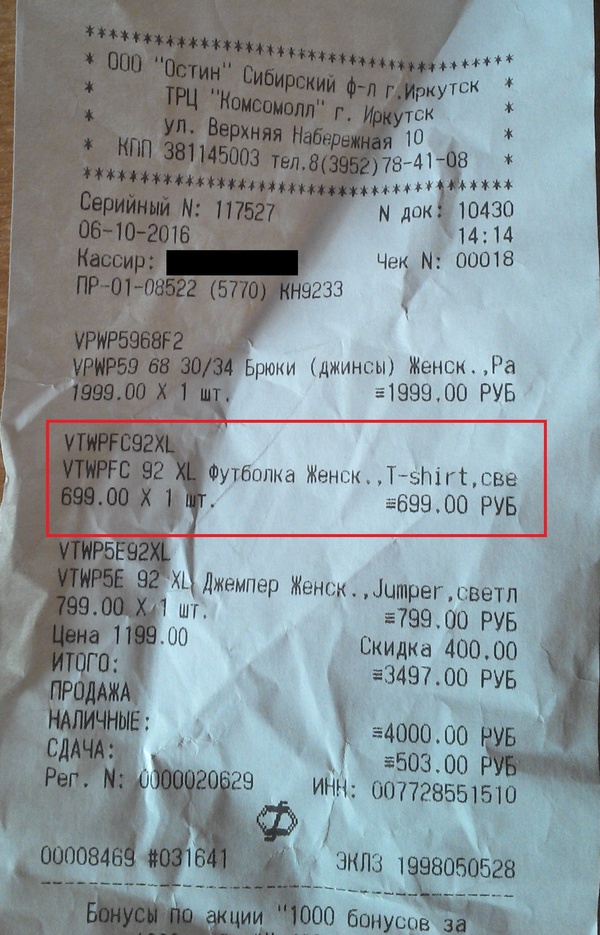 ***********************************
* ООО "Остин" Сибирский ф-л г.Иркутск *
* ТРЦ "Комсомолл" г. Иркутск *
* ул. Верхняя Набережная 10 *
* КПП 381145003 тел.8(3952)78-41-08 *
***********************************
Серийный N: 117527 N док: 10430
06-10-2016 14:14
Кассир: Чек N: 00018
ПР-01-08522 (5770) КН9233
VPWP5968F2
VPWP59 68 30/34 Брюки (джинсы) Женск.,Ра
1999.00 X 1 шт. ≡1999.00 РУБ
VTWPFC92XL
VTWPFC 92 XL Футболка Женск.,T-shirt,све
699.00 X 1 шт. ≡699.00 РУБ
VTWP5E92XL
VTWP5E 92 XL Джемпер Женск.,Jumper,светл
799.00 X 1 шт. ≡799.00 РУБ
Цена 1199.00 Скидка 400.00
ИТОГО: ≡3497.00 РУБ
ПРОДАЖА
НАЛИЧНЫЕ: ≡4000.00 РУБ
СДАЧА: ≡503.00 РУБ
Рег. N: 0000020629 ИНН: 007728551510
00008469 #031641 ЭКЛЗ 1998050528
Бонусы по акции "1000 бонусов за